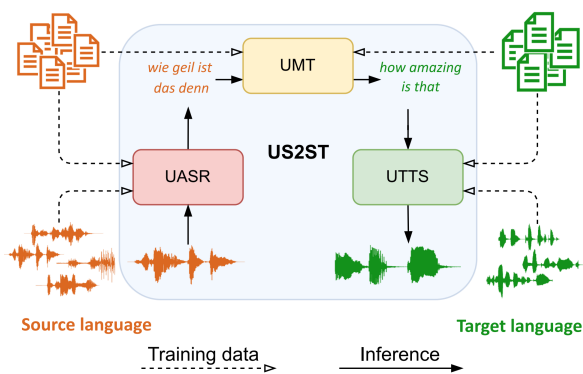 UMT
wie geil ist
das denn
how amazing
is that
US2ST
UASR
UTTS
Source language
Target language
Training data
Inference